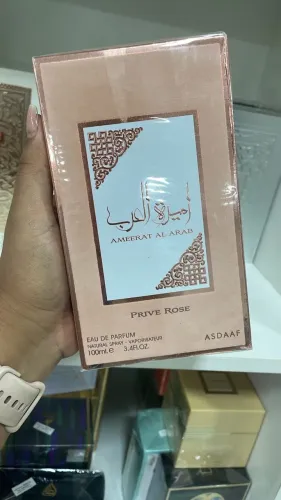 أميرة العرب
AMEERAT AL ARAB
PRIVE ROSE
EAU DE PARFUM
NATURAL SPRAY - VAPORISATEUR
100ml ℮ 3.4FL.OZ.
ASDAAF